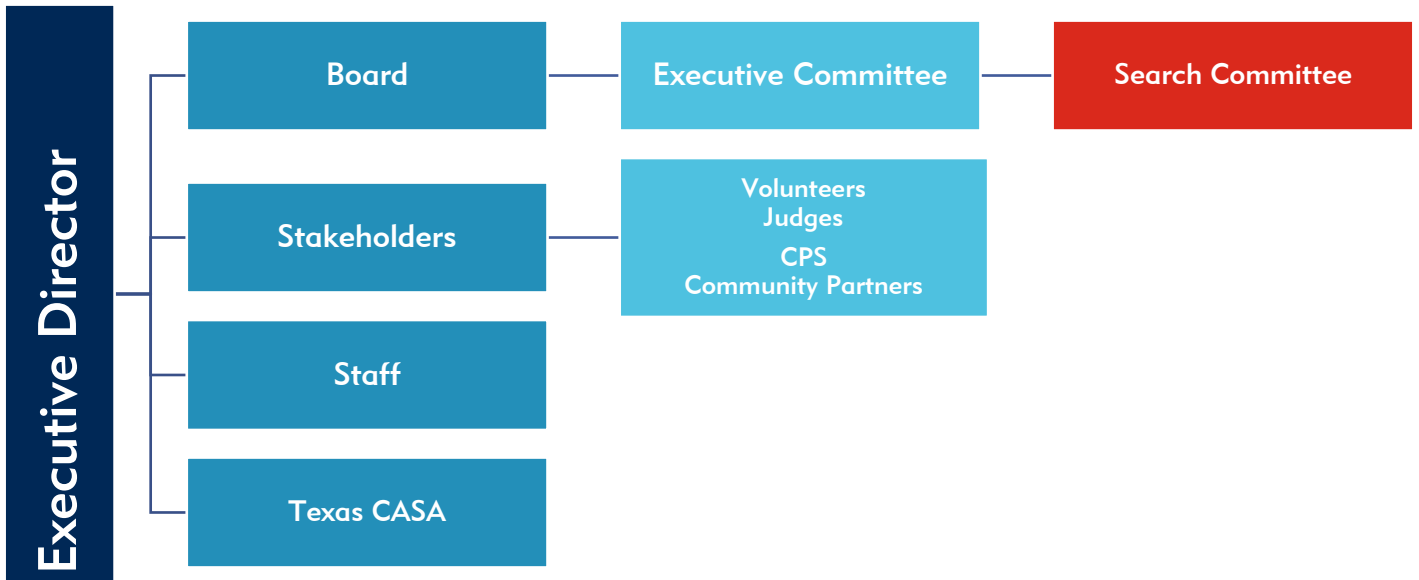 Executive Director
Board
Executive Committee
Search Committee
Stakeholders
Volunteers
Judges
CPS
Community Partners
Staff
Texas CASA